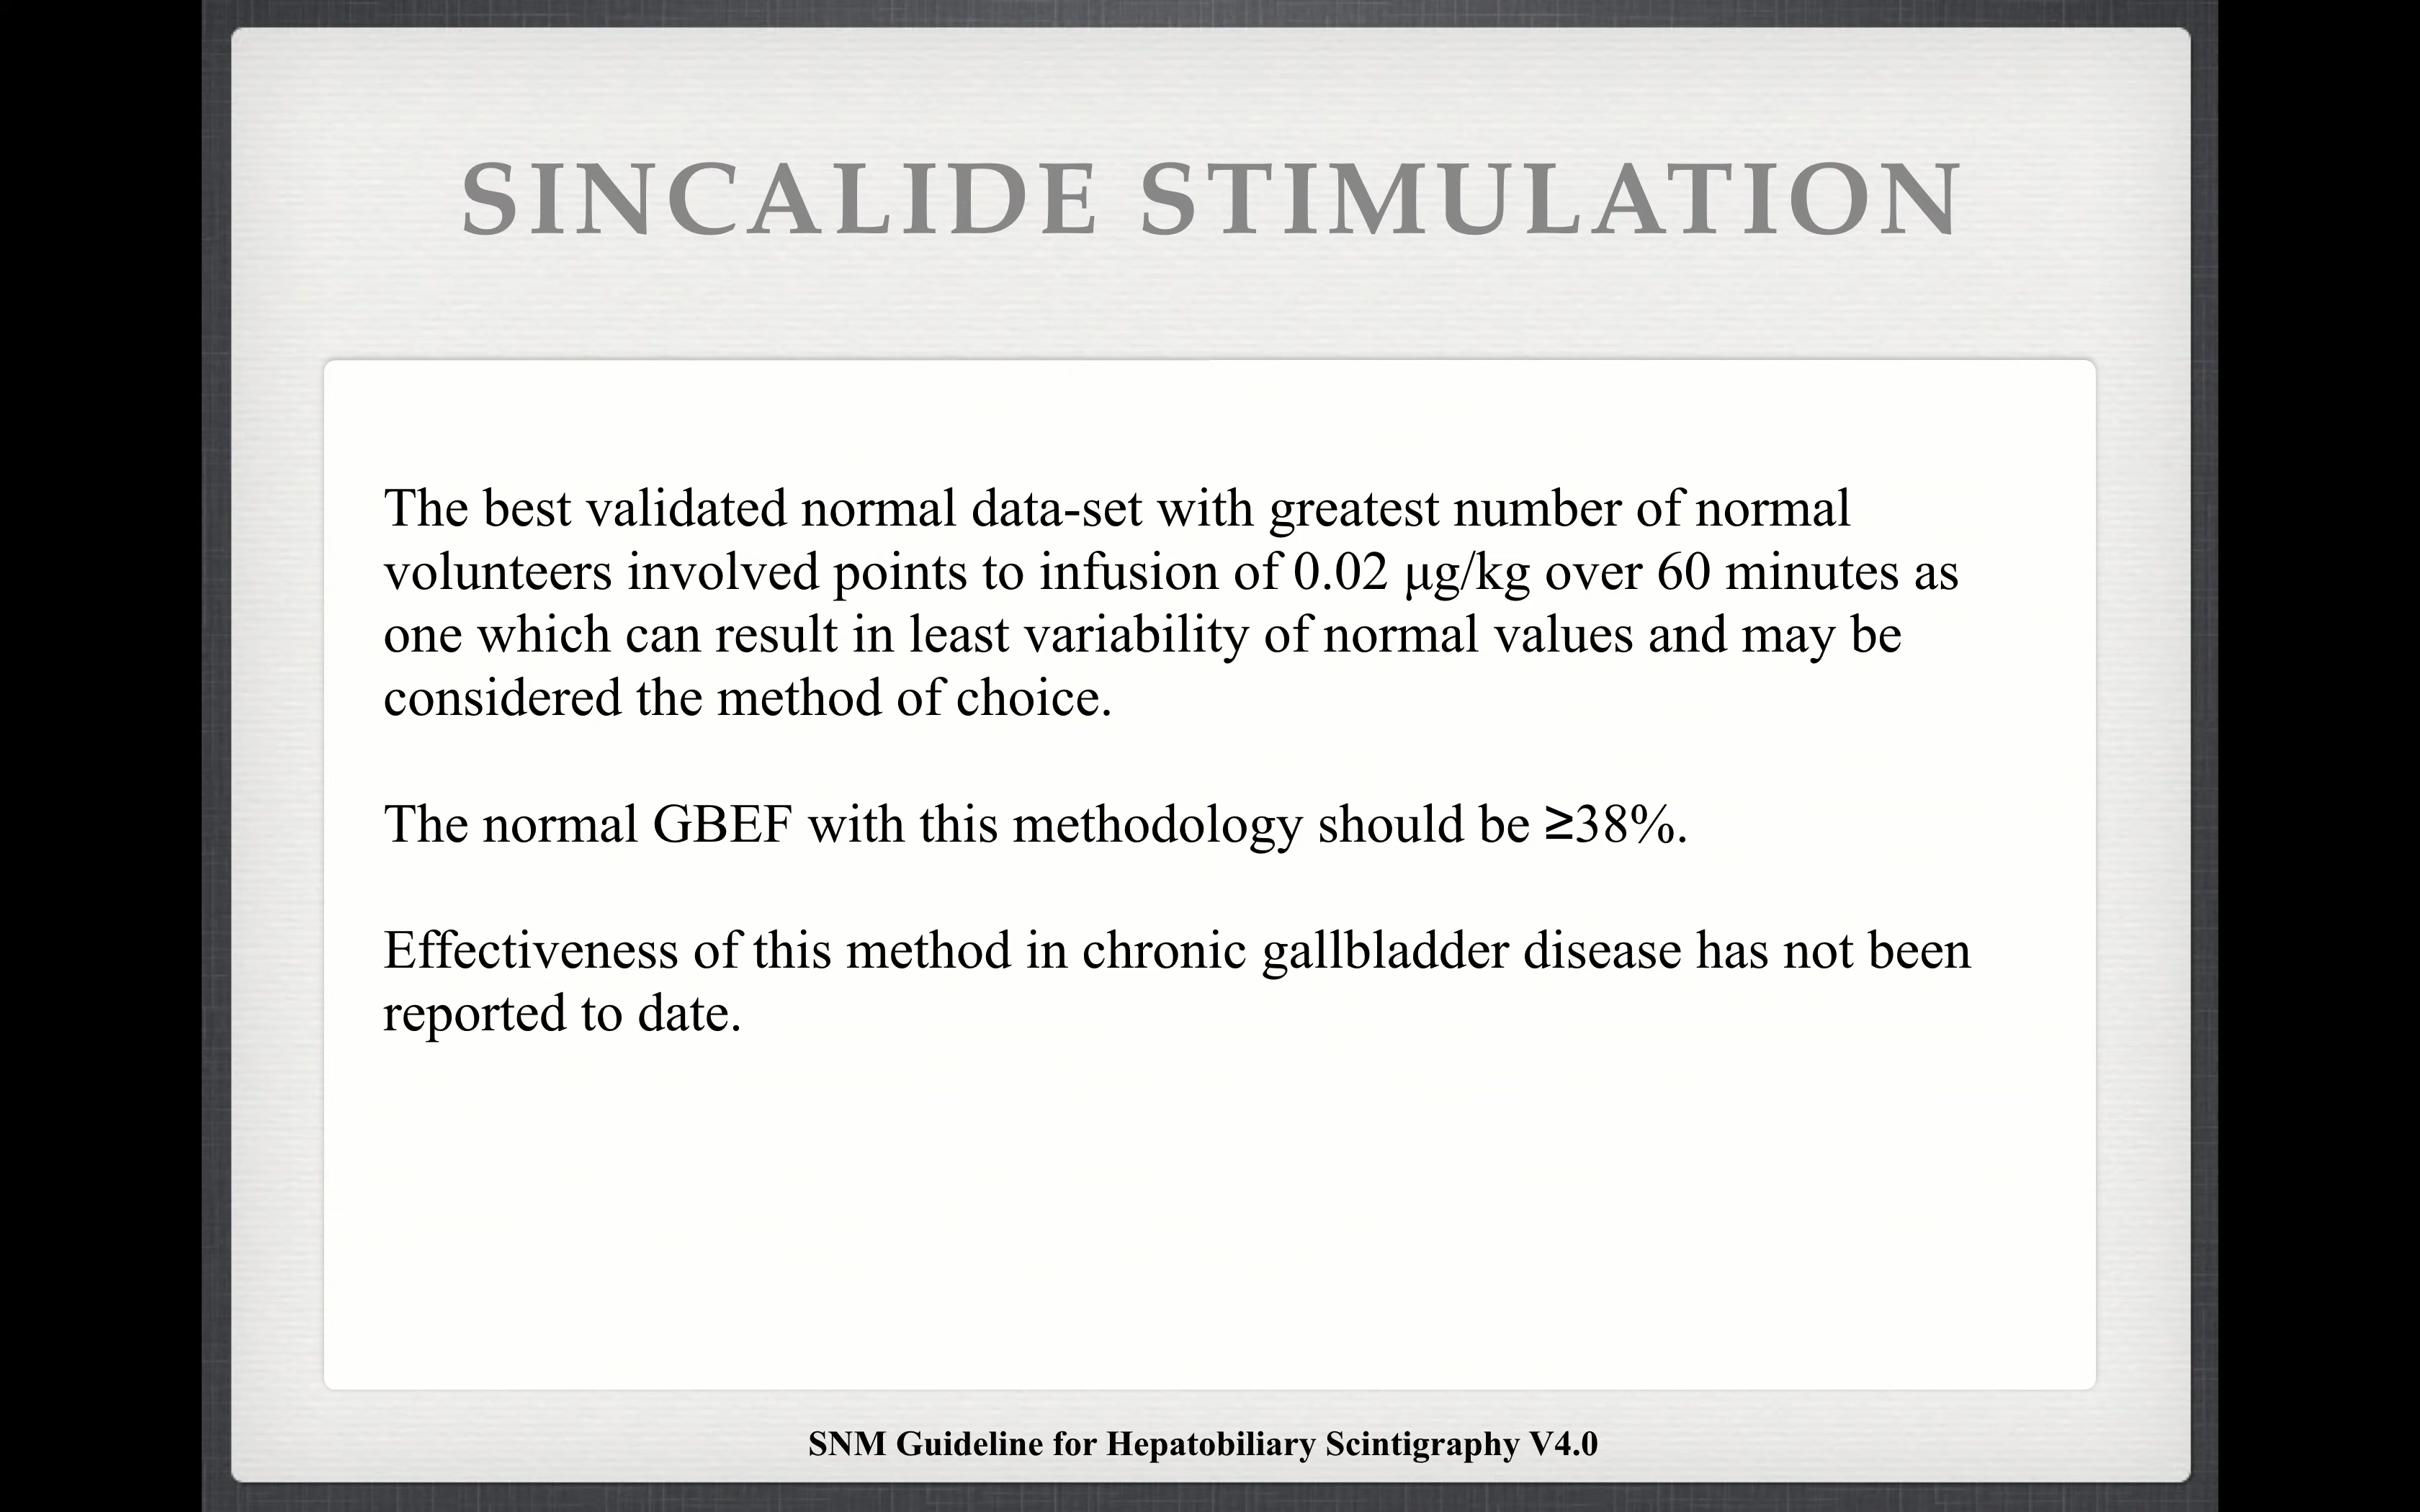 SINCALIDE STIMULATION
The best validated normal data-set with greatest number of normal
volunteers involved points to infusion of 0.02 μg/kg over 60 minutes as
one which can result in least variability of normal values and may be
considered the method of choice.
The normal GBEF with this methodology should be ≥38%.
Effectiveness of this method in chronic gallbladder disease has not been
reported to date.
SNM Guideline for Hepatobiliary Scintigraphy V4.0